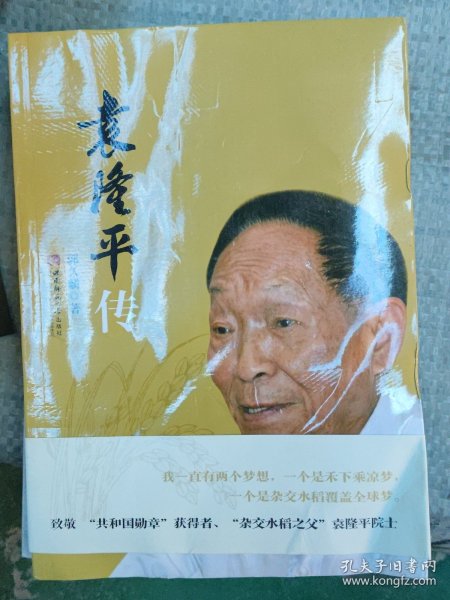 袁隆平
传
著
我一直有两个梦想，一个是禾下乘凉梦，
一个是杂交水稻覆盖全球梦。
致敬 “共和国勋章”获得者、“杂交水稻之父”袁隆平院士
孔夫子旧书网
www.kongfz.com